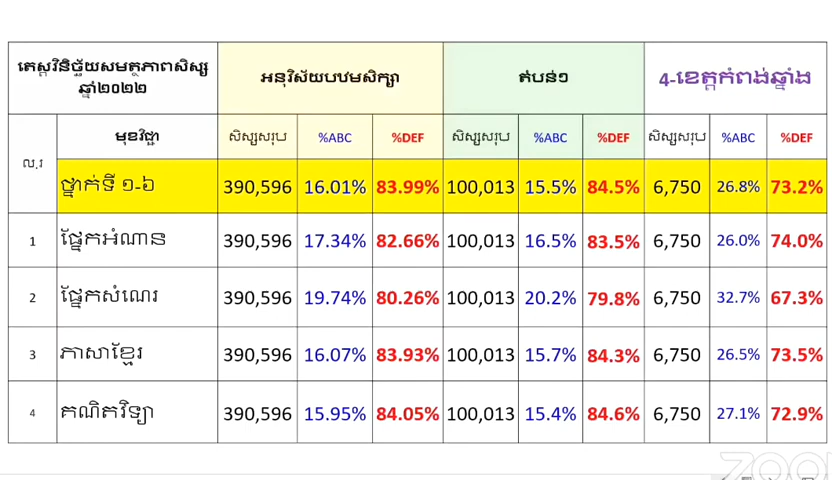 តេស្តវិនិច្ឆ័យសមត្ថភាពសិស្ស
ឆ្នាំ២០២២
អនុវិស័យបឋមសិក្សា
តំបន់១
4-ខេត្តកំពង់ឆ្នាំង
ល.រ
មុខវិជ្ជា
សិស្សសរុប %ABC %DEF សិស្សសរុប %ABC %DEF សិស្សសរុប %ABC %DEF
ថ្នាក់ទី ១-៦ 390,596 16.01% 83.99% 100,013 15.5% 84.5% 6,750 26.8% 73.2%
1 ផ្នែកអំណាន 390,596 17.34% 82.66% 100,013 16.5% 83.5% 6,750 26.0% 74.0%
2 ផ្នែកសំណេរ 390,596 19.74% 80.26% 100,013 20.2% 79.8% 6,750 32.7% 67.3%
3 ភាសាខ្មែរ 390,596 16.07% 83.93% 100,013 15.7% 84.3% 6,750 26.5% 73.5%
4 គណិតវិទ្យា 390,596 15.95% 84.05% 100,013 15.4% 84.6% 6,750 27.1% 72.9%
zoom